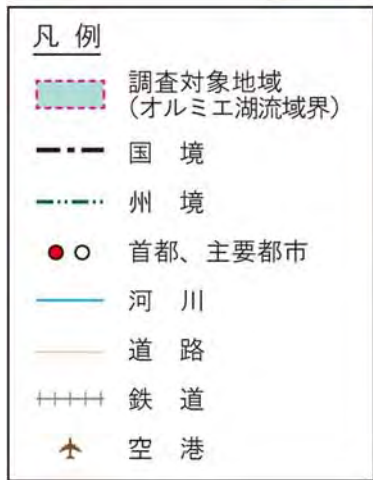 凡 例
調査対象地域
(オルミエ湖流域界)
国 境
州 境
首都、主要都市
河 川
道 路
鉄 道
空 港